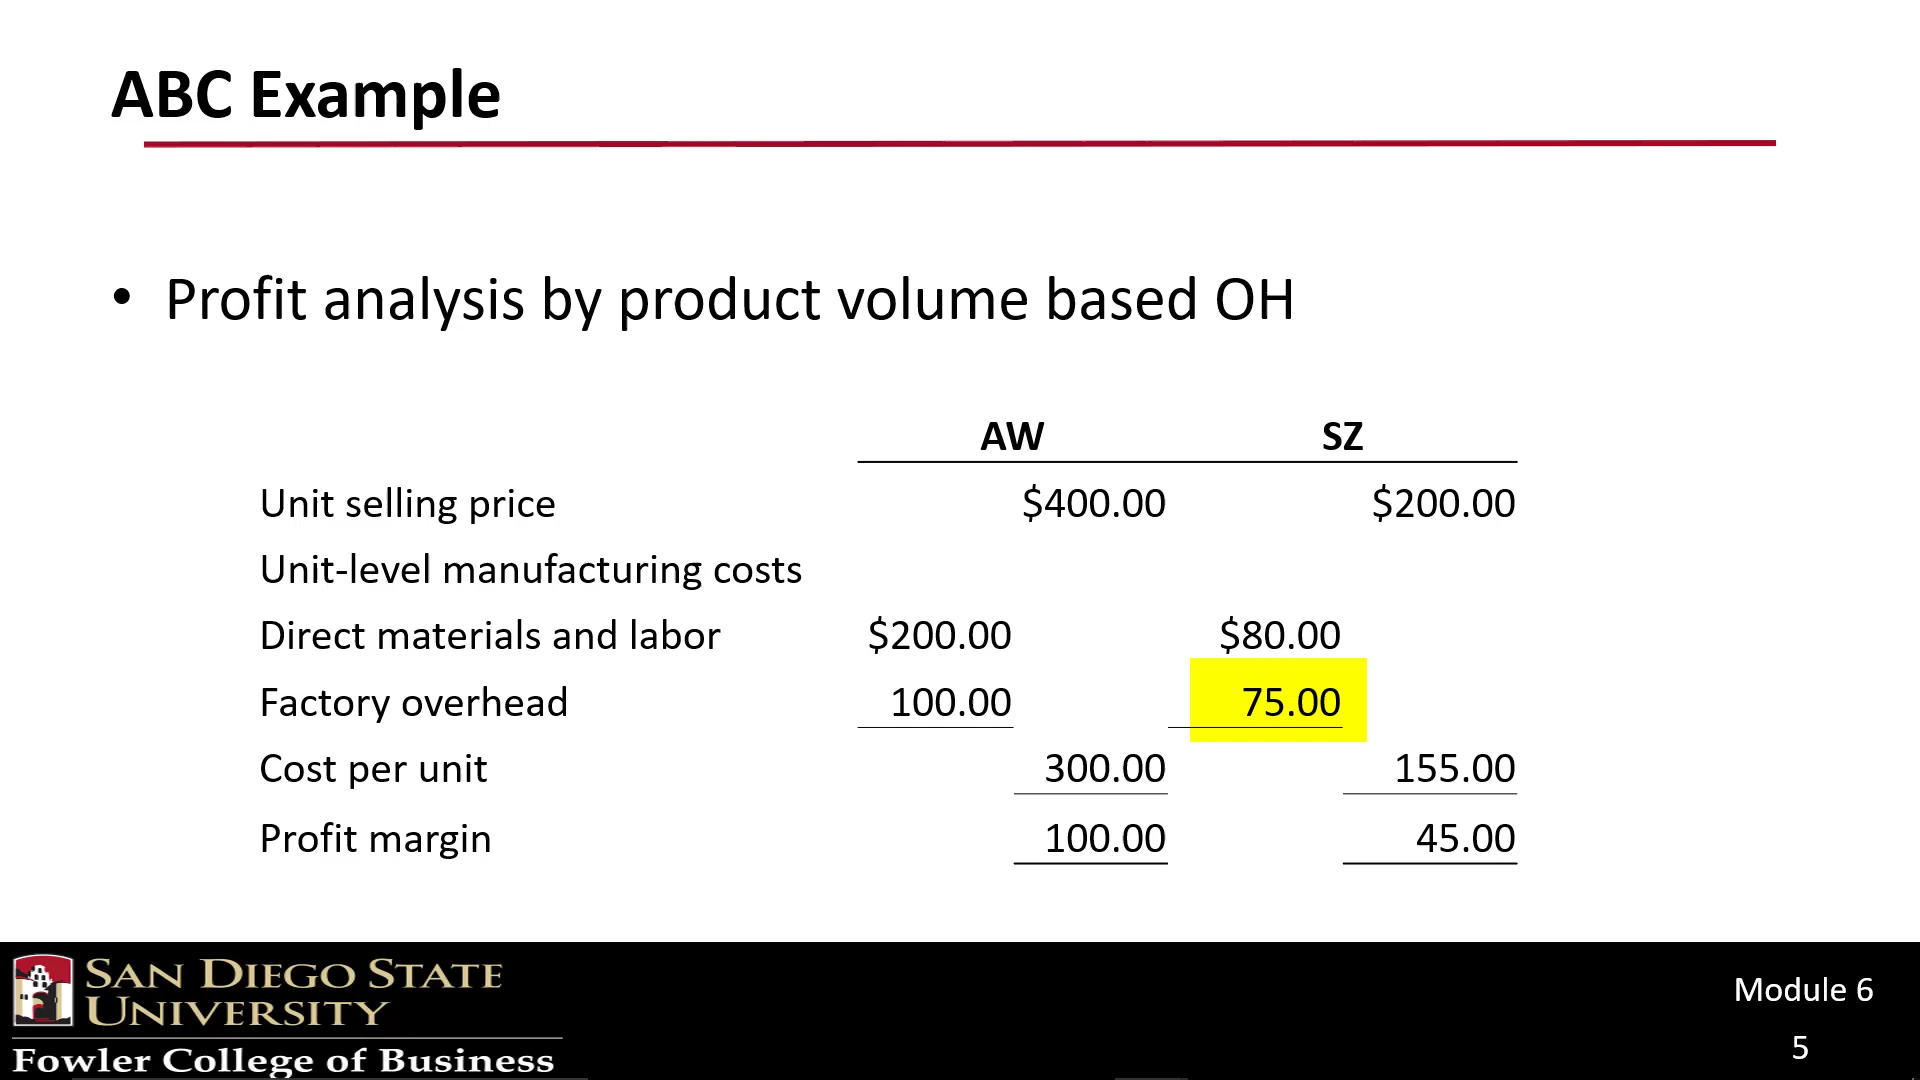 ABC Example
• Profit analysis by product volume based OH
AW SZ
Unit selling price $400.00 $200.00
Unit-level manufacturing costs
Direct materials and labor $200.00 $80.00
Factory overhead 100.00 75.00
Cost per unit 300.00 155.00
Profit margin 100.00 45.00
SAN DIEGO STATE
UNIVERSITY
Fowler College of Business
Module 6
5